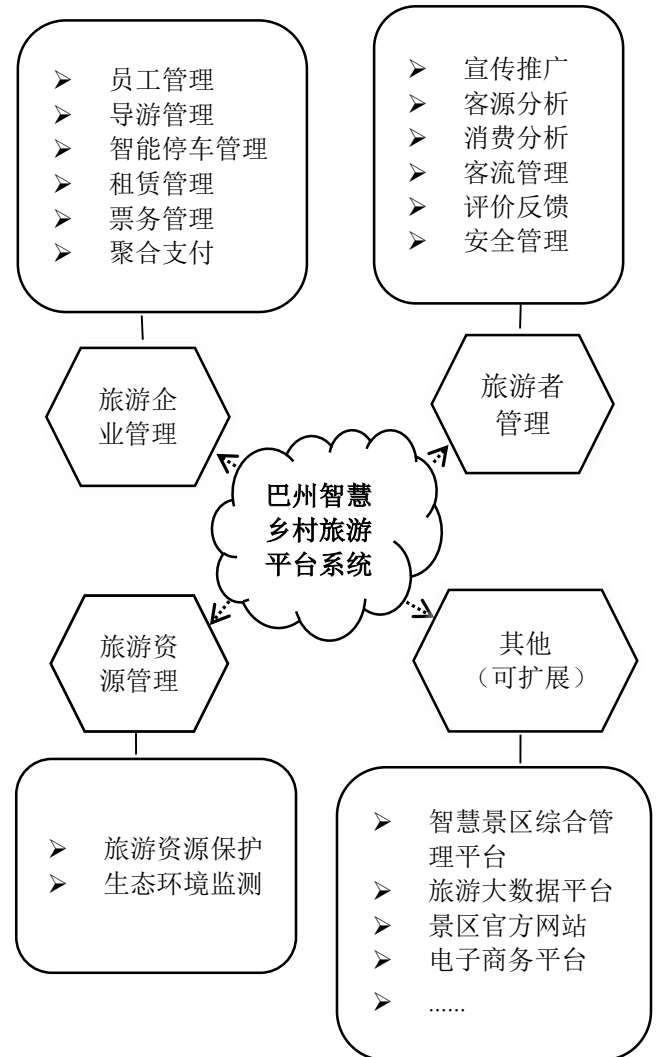 员工管理
导游管理
智能停车管理
租赁管理
票务管理
聚合支付
宣传推广
客源分析
消费分析
客流管理
评价反馈
安全管理
旅游企
业管理
旅游者
管理
巴州智慧
乡村旅游
平台系统
旅游资
源管理
其他
（可扩展）
旅游资源保护
生态环境监测
智慧景区综合管
理平台
旅游大数据平台
景区官方网站
电子商务平台
......